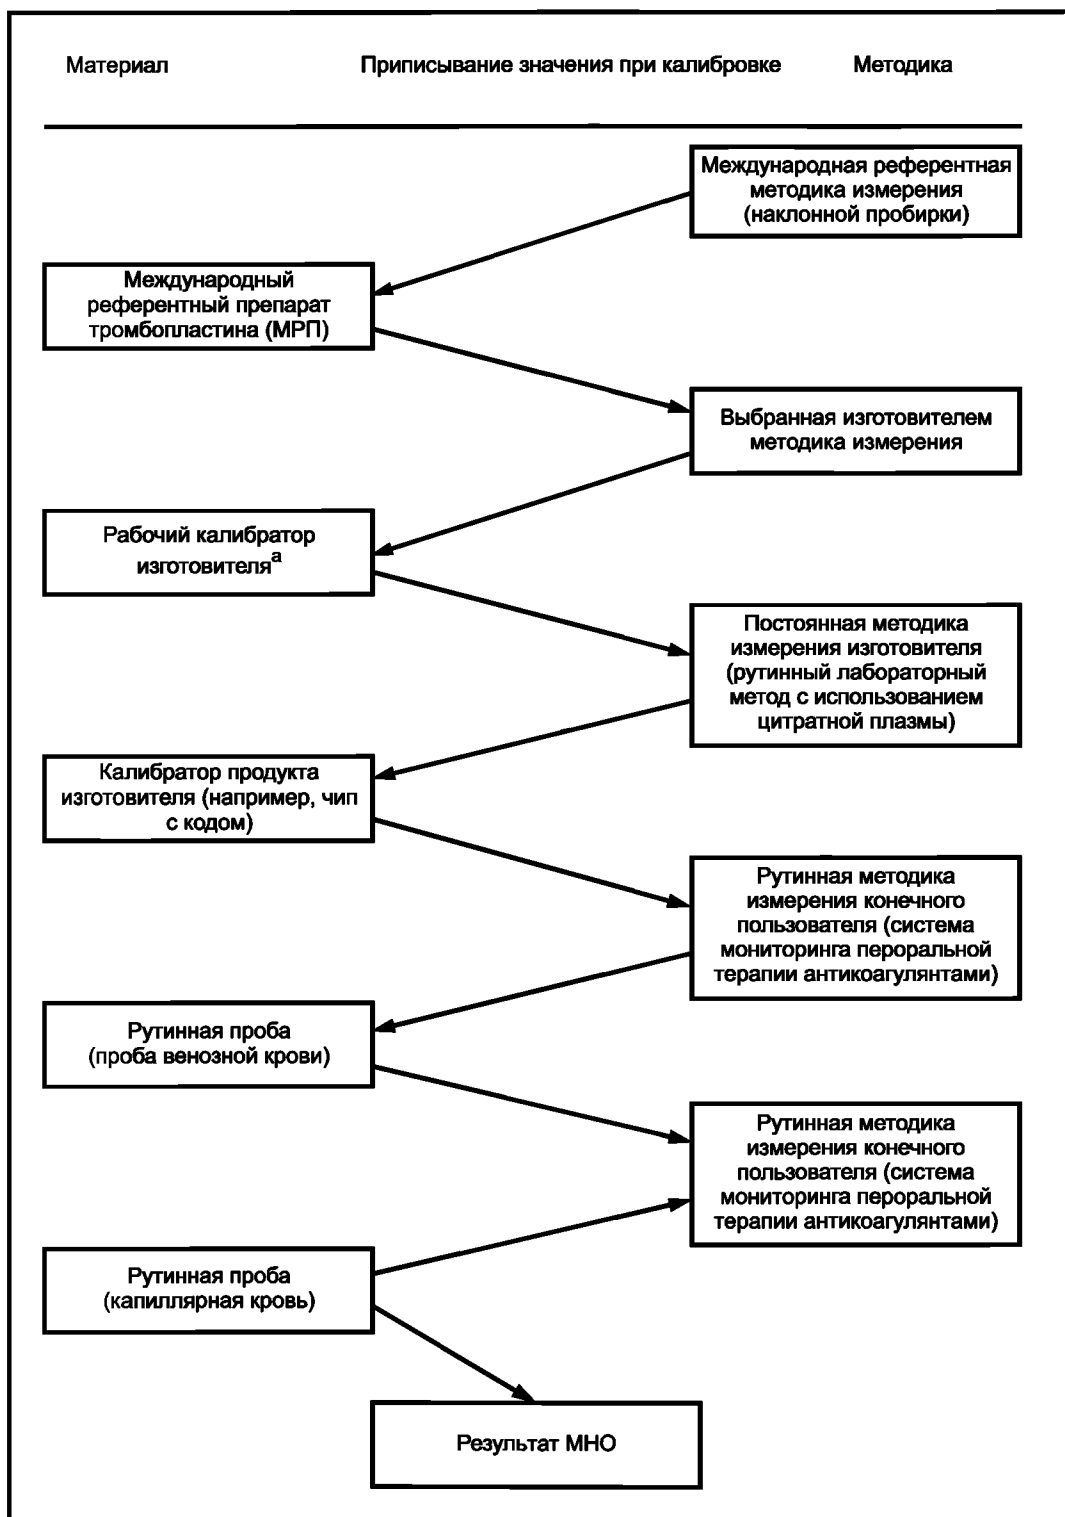 Материал Приписывание значения при калибровке Методика
Международная референтная
методика измерения
(наклонной пробирки)
Международный
референтный препарат
тромбопластина (МРП)
Выбранная изготовителем
методика измерения
Рабочий калибратор
изготовителя^а
Постоянная методика
измерения изготовителя
(рутинный лабораторный
метод с использованием
цитратной плазмы)
Калибратор продукта
изготовителя (например, чип
с кодом)
Рутинная методика
измерения конечного
пользователя (система
мониторинга пероральной
терапии антикоагулянтами)
Рутинная проба
(проба венозной крови)
Рутинная методика
измерения конечного
пользователя (система
мониторинга пероральной
терапии антикоагулянтами)
Рутинная проба
(капиллярная кровь)
Результат МНО